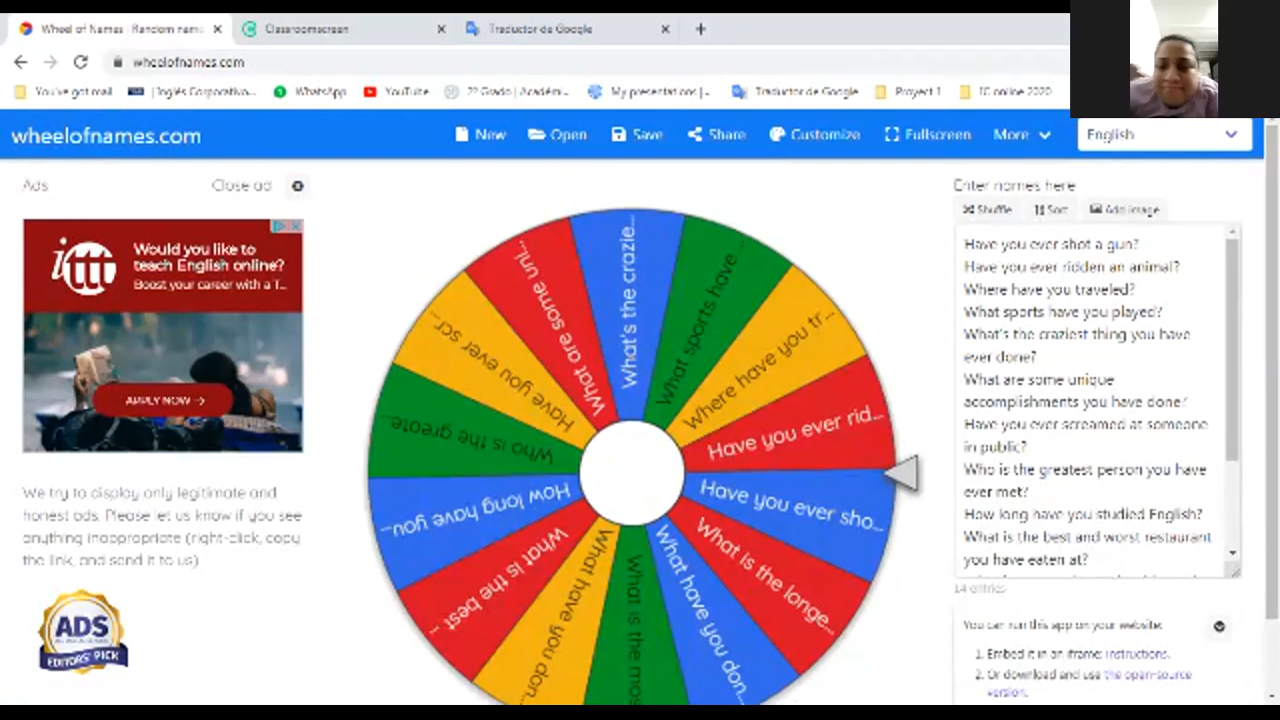 Wheel of Names | Random name
Classroomscreen
Traductor de Google
wheelofnames.com
You've got mail
| Inglés Corporativo...
WhatsApp
YouTube
7º Grado | Académi...
My presentations |...
Traductor de Google
Proyect 1
IC online 2020
wheelofnames.com
New
Open
Save
Share
Customize
Fullscreen
More
English
Ads
Close ad
Would you like to
teach English online?
Boost your career with a T...
APPLY NOW →
We try to display only legitimate and
honest ads. Please let us know if you see
anything inappropriate (right-click, copy
the link, and send it to us)
ADS
EDITORS' PICK
What's the crazie...
What sports have ...
Where have you tr...
Have you ever rid...
Have you ever sho...
What is the longe...
What have you don...
What is the mos
What have you don...
What is the best ...
How long have you...
Who is the greate...
Have you ever scr...
What are some uni...
Enter names here
Shuffle
Sort
Add image
Have you ever shot a gun?
Have you ever ridden an animal?
Where have you traveled?
What sports have you played?
What's the craziest thing you have
ever done?
What are some unique
accomplishments you have done?
Have you ever screamed at someone
in public?
Who is the greatest person you have
ever met?
How long have you studied English?
What is the best and worst restaurant
you have eaten at?
14 entries
You can run this app on your website:
1. Embed it in an iframe: instructions.
2. Or download and use the open-source
version.